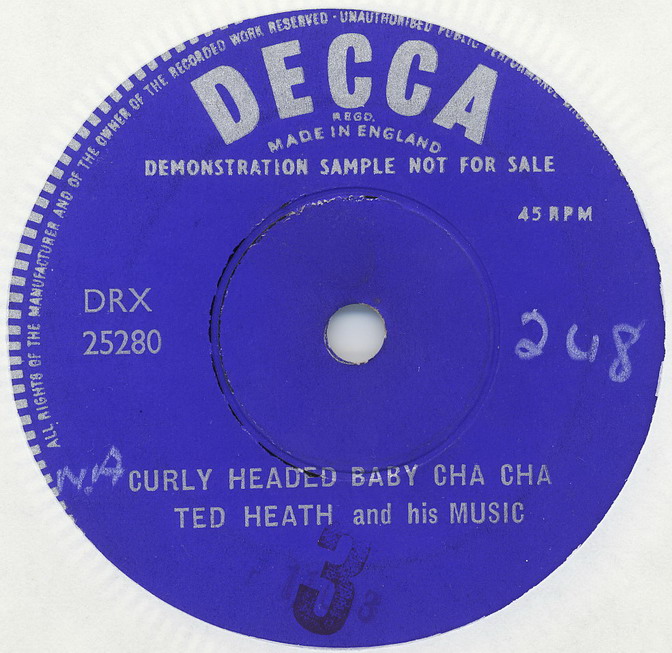 ALL RIGHTS OF THE MANUFACTURER AND OF THE OWNER OF THE RECORDED WORK RESERVED · UNAUTHORISED PUBLIC PERFORMANCE
DECCA
REGD.
MADE IN ENGLAND
DEMONSTRATION SAMPLE NOT FOR SALE
45 RPM
DRX
25280
208
N.A
CURLY HEADED BABY CHA CHA
TED HEATH and his MUSIC
3